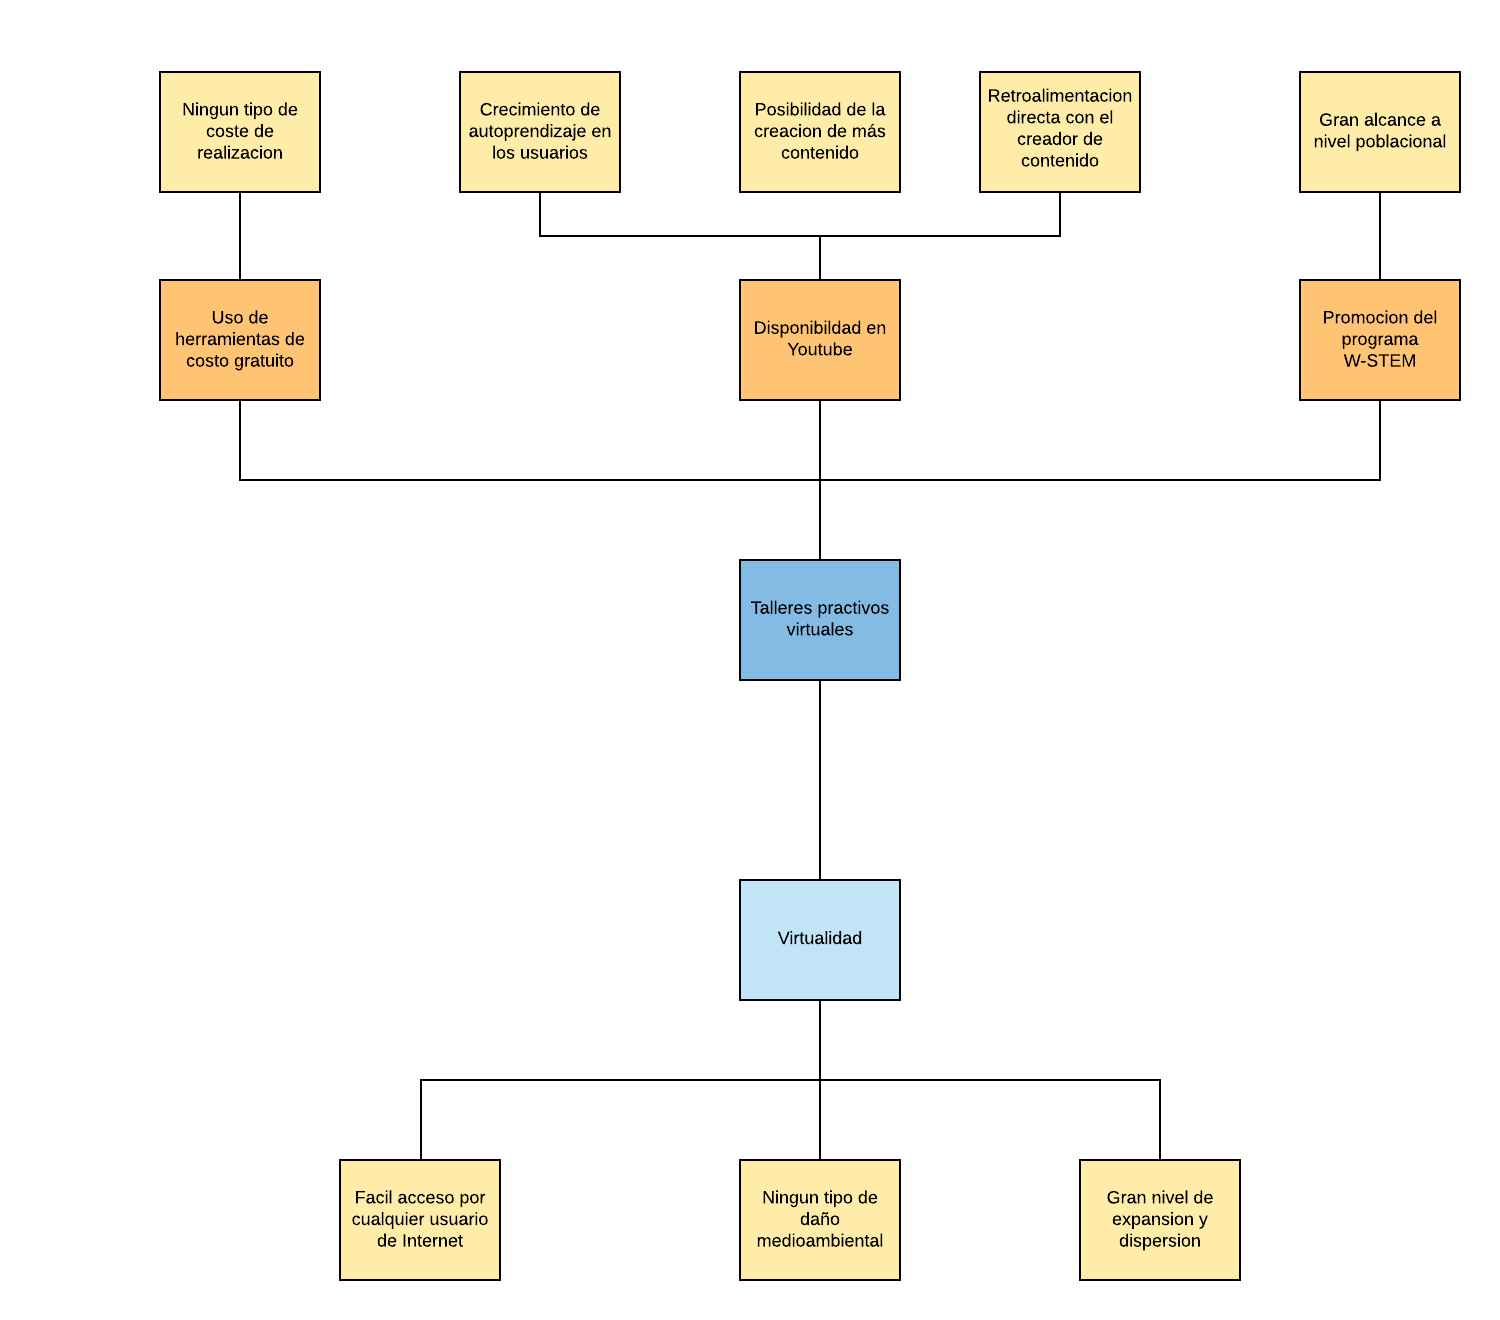 Ningun tipo de
coste de
realizacion
Crecimiento de
autoprendizaje en
los usuarios
Posibilidad de la
creacion de más
contenido
Retroalimentacion
directa con el
creador de
contenido
Gran alcance a
nivel poblacional
Uso de
herramientas de
costo gratuito
Disponibildad en
Youtube
Promocion del
programa
W-STEM
Talleres practivos
virtuales
Virtualidad
Facil acceso por
cualquier usuario
de Internet
Ningun tipo de
daño
medioambiental
Gran nivel de
expansion y
dispersion